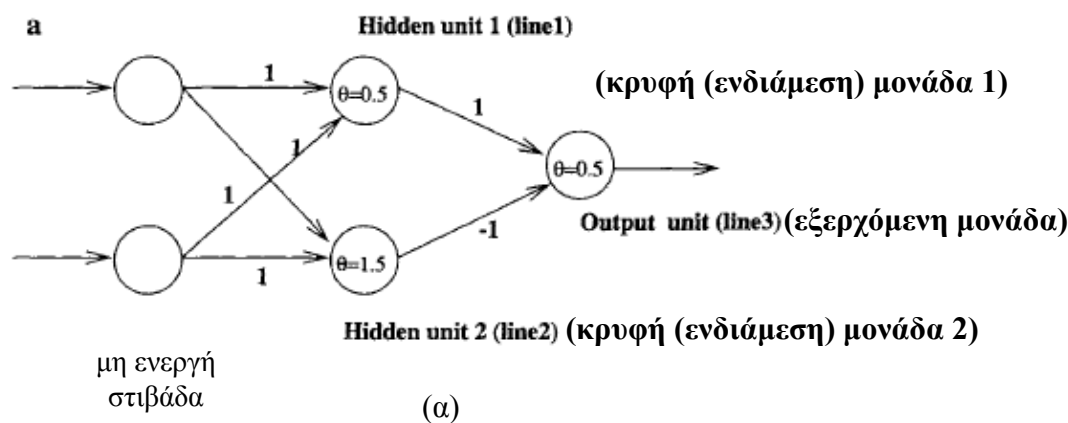 a
Hidden unit 1 (line1)
(κρυφή (ενδιάμεση) μονάδα 1)
1
θ=0.5
1
1
1
θ=0.5
Output unit (line3) (εξερχόμενη μονάδα)
-1
1
θ=1.5
Hidden unit 2 (line2) (κρυφή (ενδιάμεση) μονάδα 2)
μη ενεργή
στιβάδα
(α)